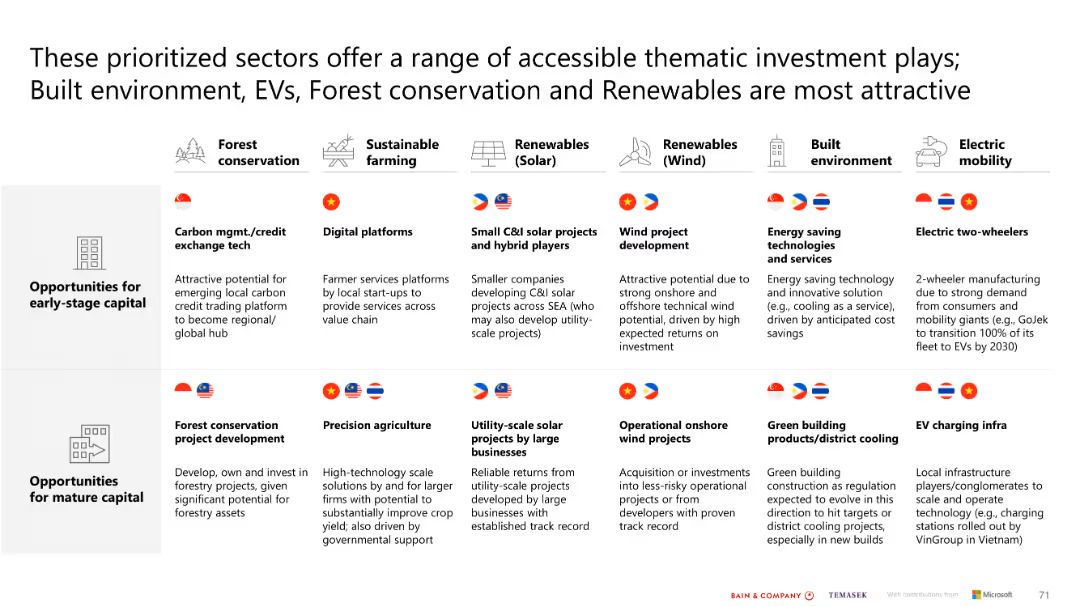 These prioritized sectors offer a range of accessible thematic investment plays;
Built environment, EVs, Forest conservation and Renewables are most attractive
Forest
conservation
Sustainable
farming
Renewables
(Solar)
Renewables
(Wind)
Built
environment
Electric
mobility
Opportunities for
early-stage capital
Carbon mgmt./credit
exchange tech
Attractive potential for
emerging local carbon
credit trading platform
to become regional/
global hub
Digital platforms
Farmer services platforms
by local start-ups to
provide services across
value chain
Small C&I solar projects
and hybrid players
Smaller companies
developing C&I solar
projects across SEA (who
may also develop utility-
scale projects)
Wind project
development
Attractive potential due to
strong onshore and
offshore technical wind
potential, driven by high
expected returns on
investment
Energy saving
technologies
and services
Energy saving technology
and innovative solution
(e.g., cooling as a service),
driven by anticipated cost
savings
Electric two-wheelers
2-wheeler manufacturing
due to strong demand
from consumers and
mobility giants (e.g., GoJek
to transition 100% of its
fleet to EVs by 2030)
Opportunities
for mature capital
Forest conservation
project development
Develop, own and invest in
forestry projects, given
significant potential for
forestry assets
Precision agriculture
High-technology scale
solutions by and for larger
firms with potential to
substantially improve crop
yield; also driven by
governmental support
Utility-scale solar
projects by large
businesses
Reliable returns from
utility-scale projects
developed by large
businesses with
established track record
Operational onshore
wind projects
Acquisition or investments
into less-risky operational
projects or from
developers with proven
track record
Green building
products/district cooling
Green building
construction as regulation
expected to evolve in this
direction to hit targets or
district cooling projects,
especially in new builds
EV charging infra
Local infrastructure
players/conglomerates to
scale and operate
technology (e.g., charging
stations rolled out by
VinGroup in Vietnam)
BAIN & COMPANY
TEMASEK
With contributions from
Microsoft
71